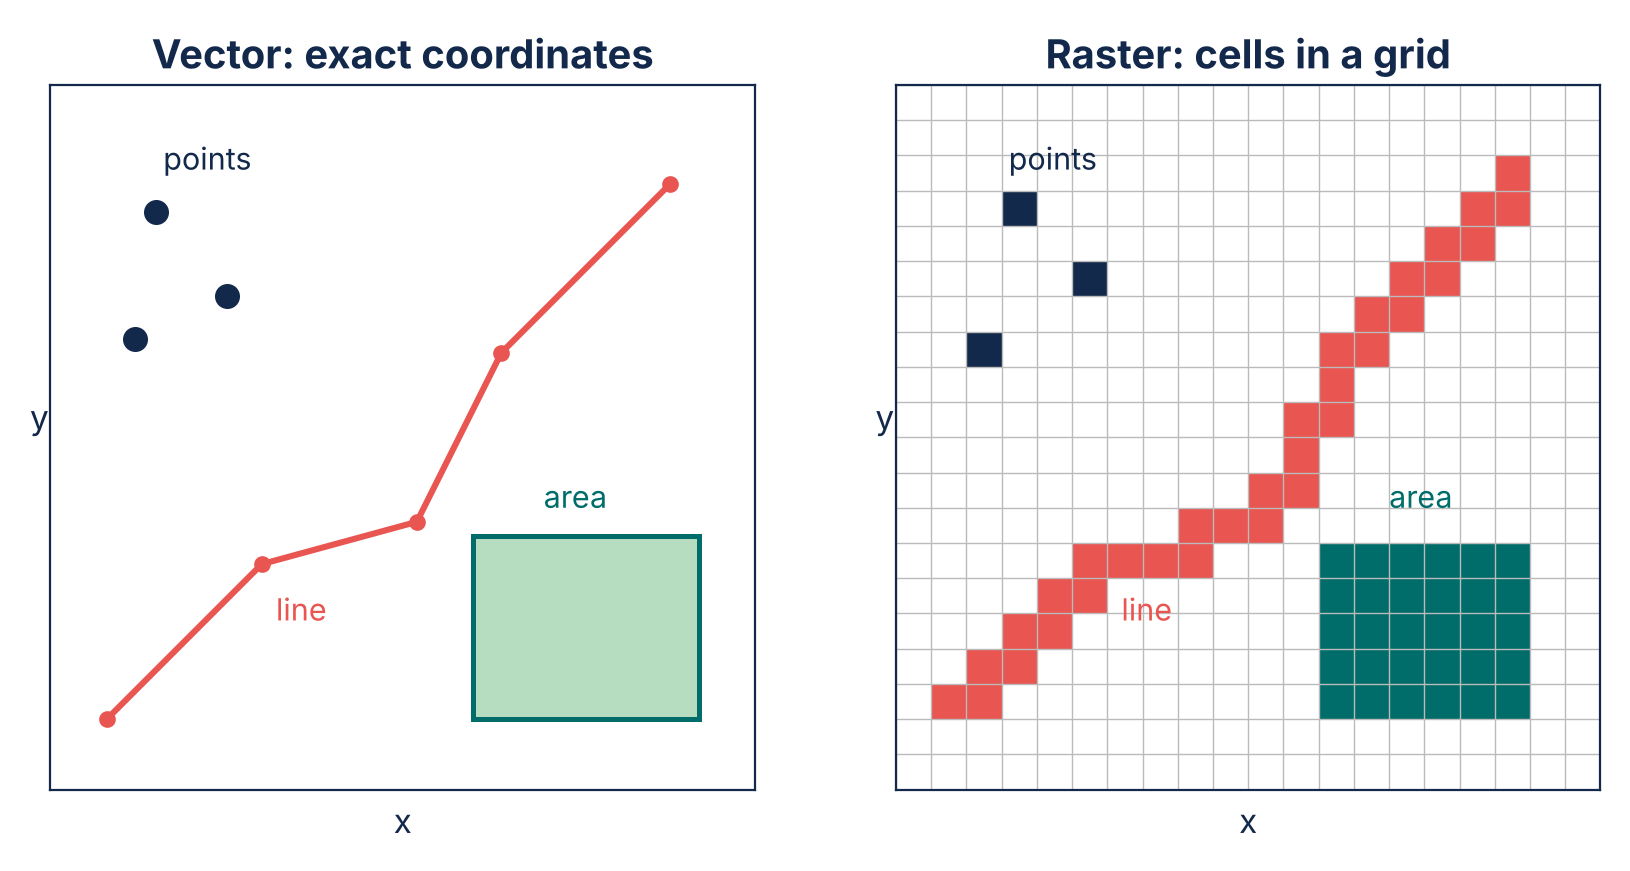 Vector: exact coordinates
points
y
area
line
x
Raster: cells in a grid
points
y
area
line
x